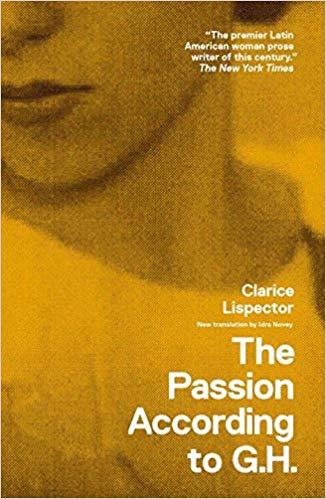 “The premier Latin
American woman prose
writer of this century.”
The New York Times
Clarice
Lispector
New translation by Idra Novey
The
Passion
According
to G.H.